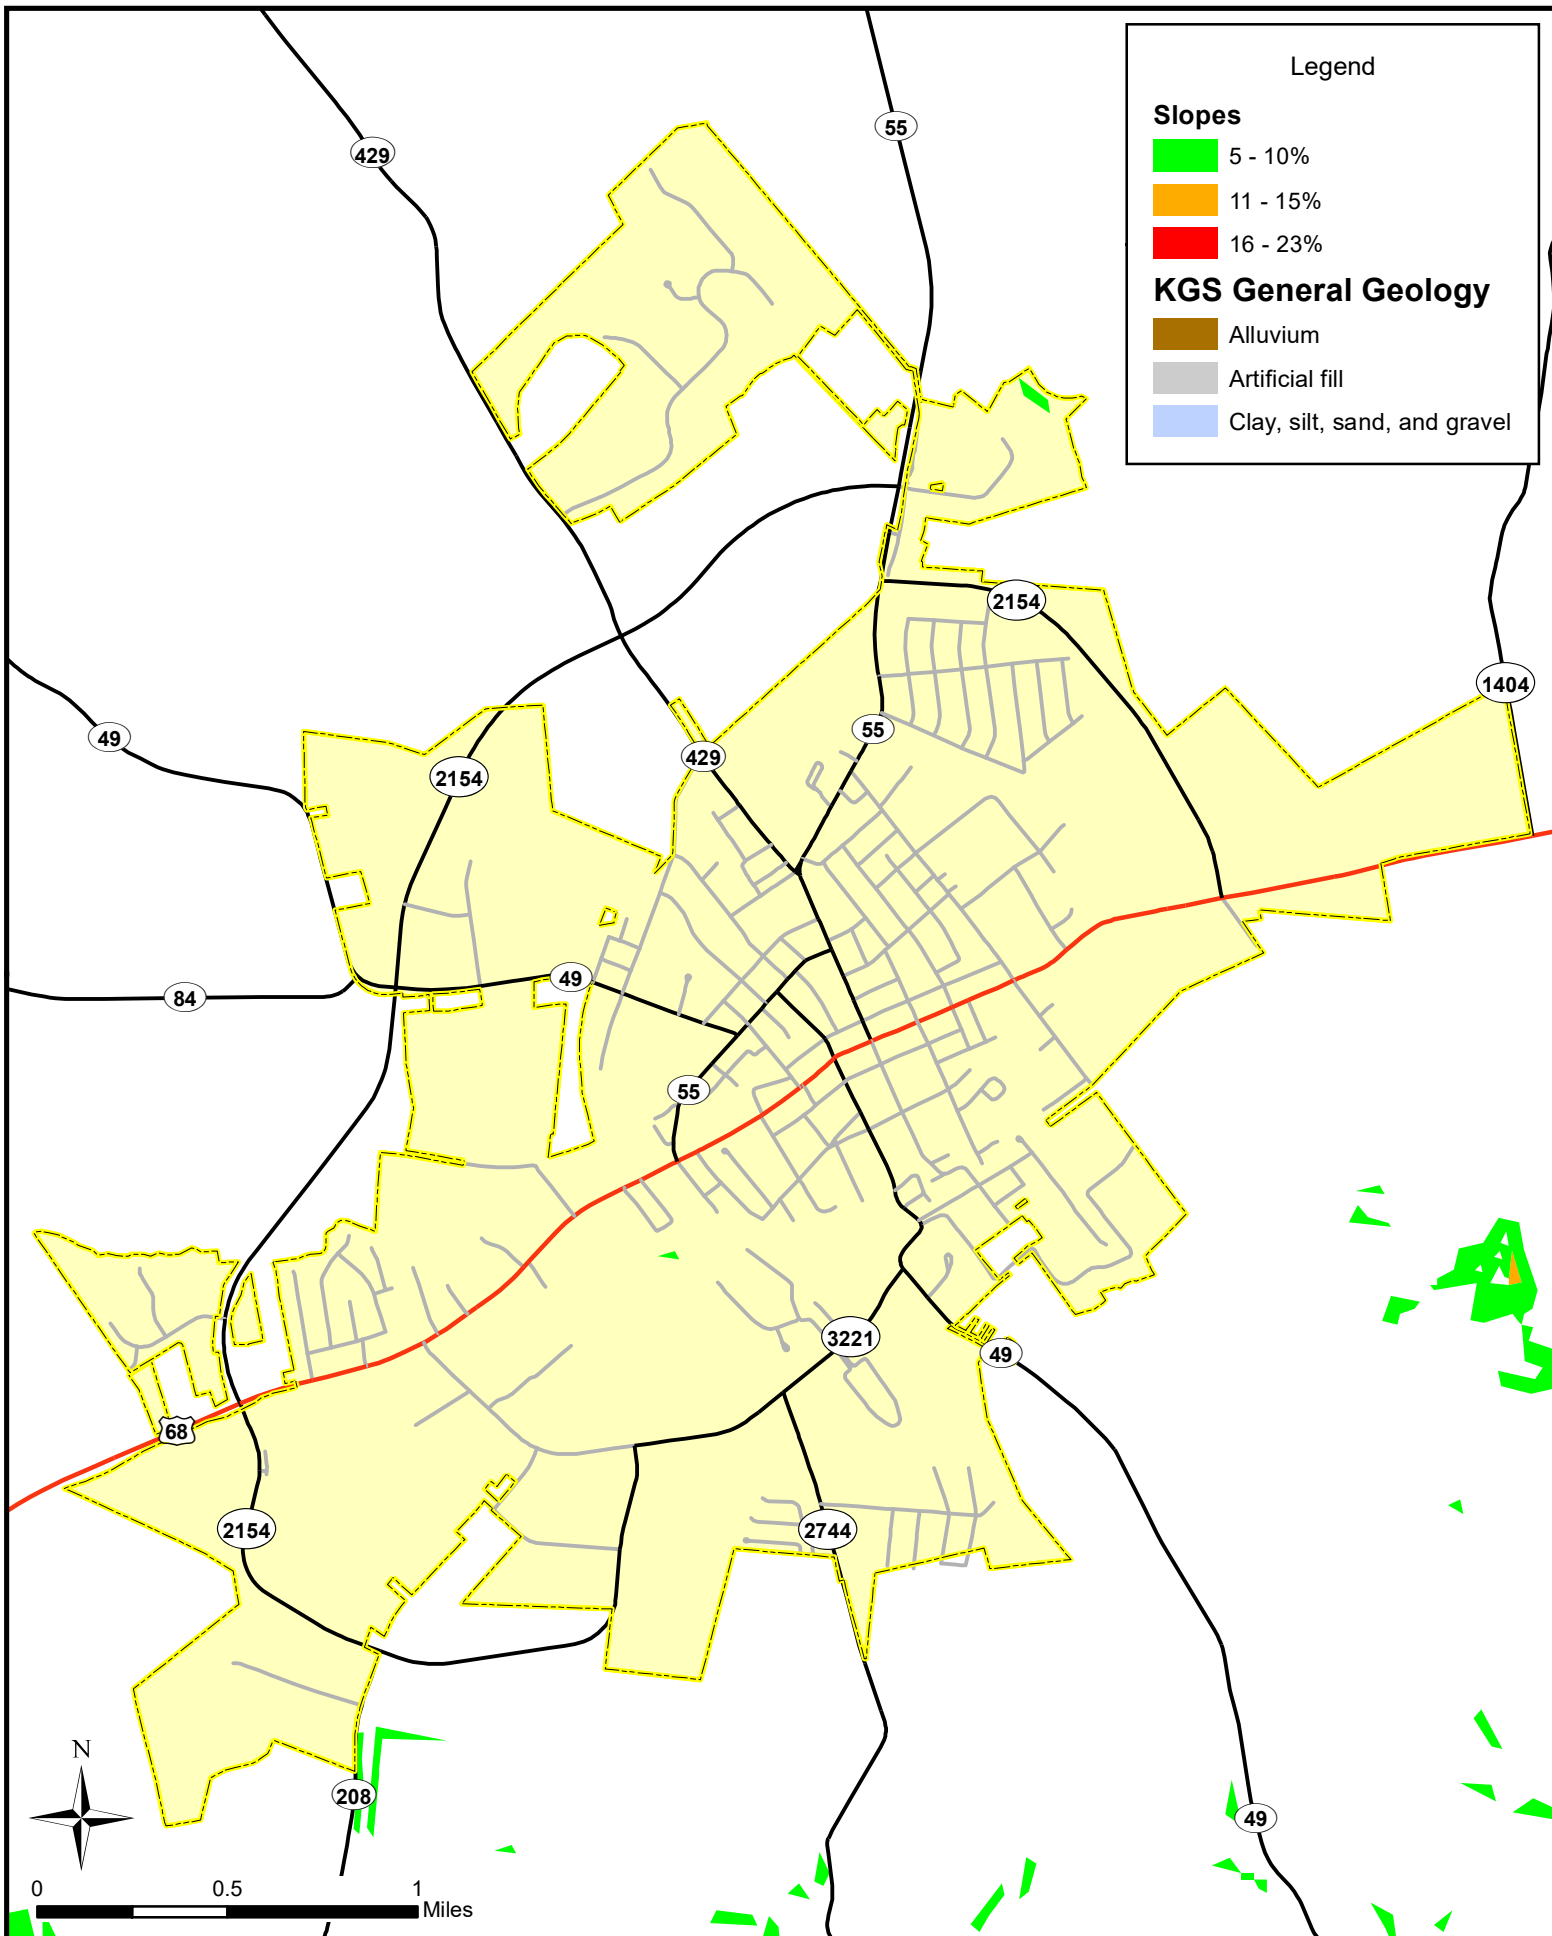 Legend
Slopes
5 - 10%
11 - 15%
16 - 23%
KGS General Geology
Alluvium
Artificial fill
Clay, silt, sand, and gravel
55
429
2154
1404
55
49
429
2154
49
84
55
3221
49
68
2154
2744
N
208
49
0 0.5 1
Miles